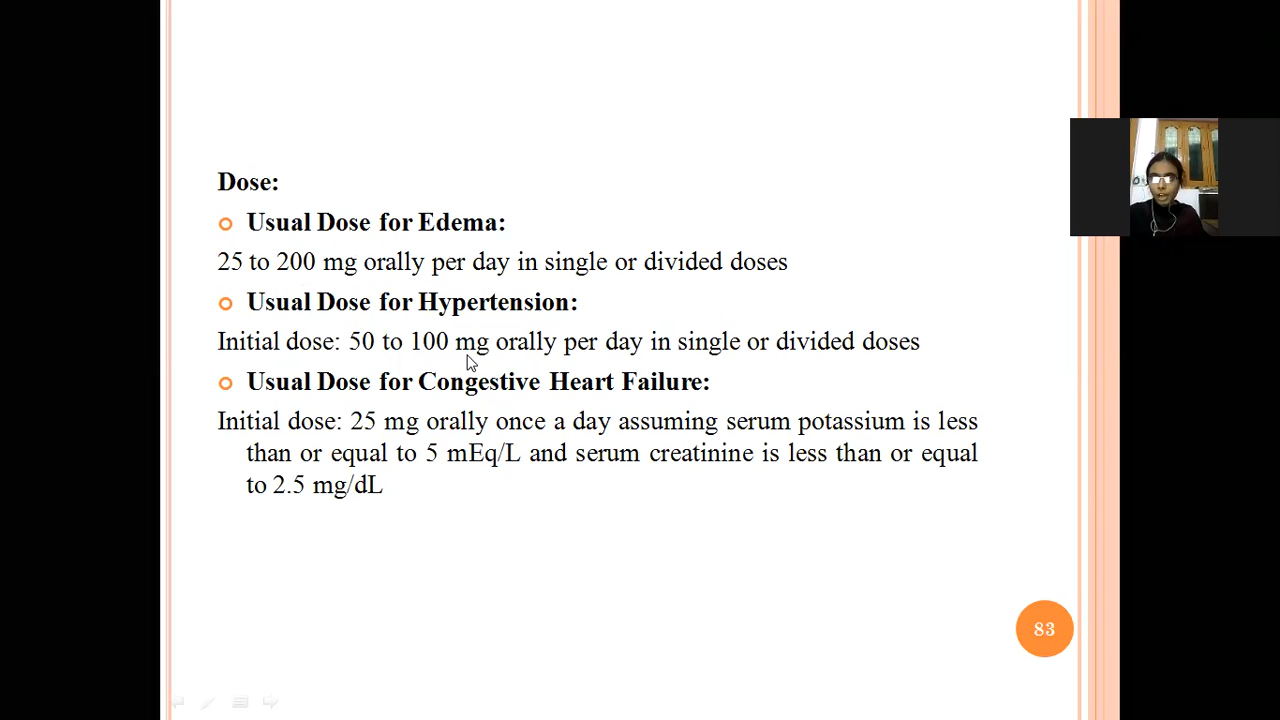 Dose:
Usual Dose for Edema:
25 to 200 mg orally per day in single or divided doses
Usual Dose for Hypertension:
Initial dose: 50 to 100 mg orally per day in single or divided doses
Usual Dose for Congestive Heart Failure:
Initial dose: 25 mg orally once a day assuming serum potassium is less
than or equal to 5 mEq/L and serum creatinine is less than or equal
to 2.5 mg/dL
83